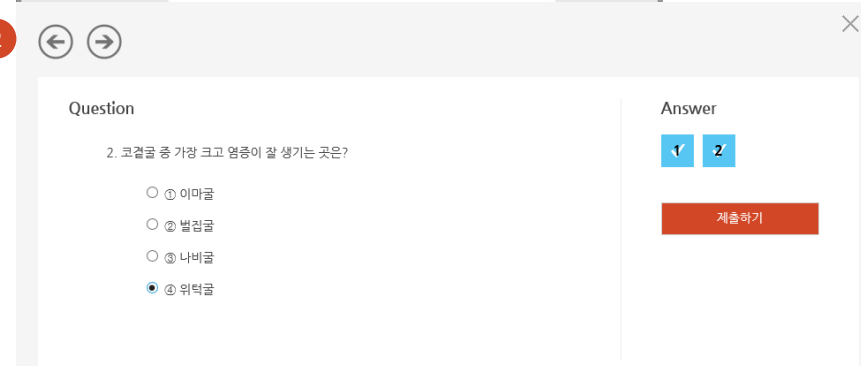 Question
Answer
2. 코곁굴 중 가장 크고 염증이 잘 생기는 곳은?
1 2
① 이마굴
② 벌집굴
③ 나비굴
④ 위턱굴
제출하기